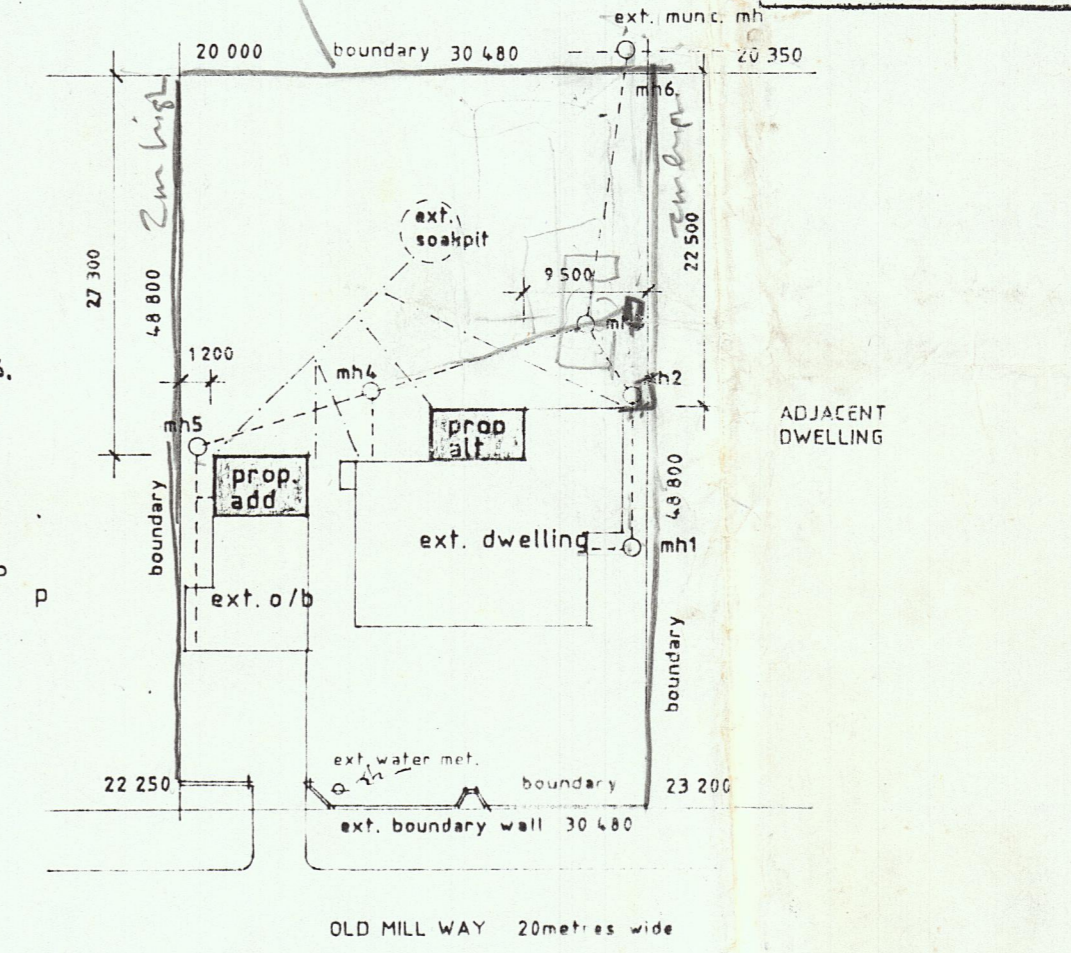 ext. munc. mh
20 000 boundary 30 480 20 350
mh6
2m high
ext.
soakpit
9 500
22 500
27 300
48 800
1200
mh4
mh2
mh5
prop
alt
ADJACENT
DWELLING
prop.
add
48 800
boundary
ext. dwelling
mh1
ext. o/b
p
boundary
ext. water met.
22 250
boundary
23 200
ext. boundary wall 30 480
OLD MILL WAY 20metres wide